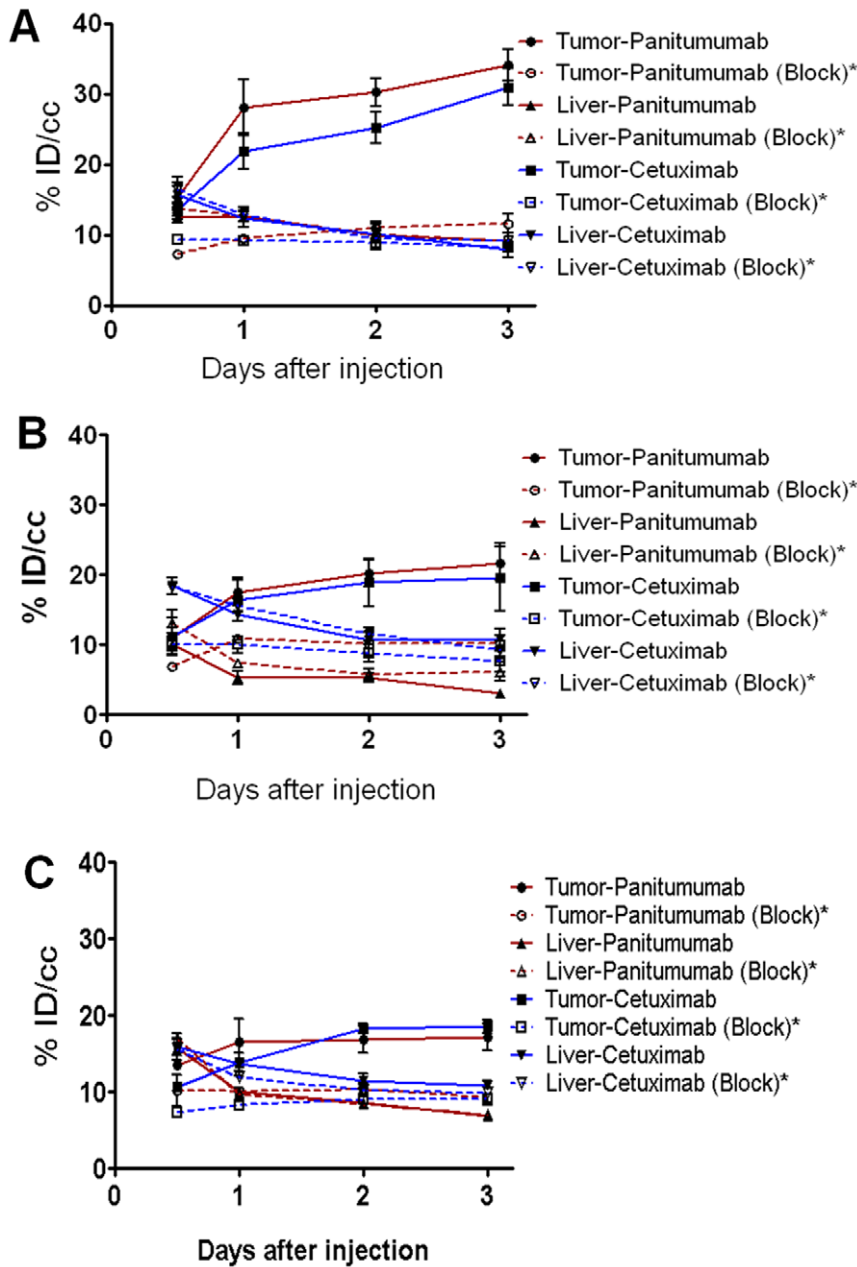 A
40
30
20
10
0
% ID/cc
0 1 2 3
Days after injection
Tumor-Panitumumab
Tumor-Panitumumab (Block)*
Liver-Panitumumab
Liver-Panitumumab (Block)*
Tumor-Cetuximab
Tumor-Cetuximab (Block)*
Liver-Cetuximab
Liver-Cetuximab (Block)*
B
40
30
20
10
0
% ID/cc
0 1 2 3
Days after injection
Tumor-Panitumumab
Tumor-Panitumumab (Block)*
Liver-Panitumumab
Liver-Panitumumab (Block)*
Tumor-Cetuximab
Tumor-Cetuximab (Block)*
Liver-Cetuximab
Liver-Cetuximab (Block)*
C
40
30
20
10
0
% ID/cc
0 1 2 3
Days after injection
Tumor-Panitumumab
Tumor-Panitumumab (Block)*
Liver-Panitumumab
Liver-Panitumumab (Block)*
Tumor-Cetuximab
Tumor-Cetuximab (Block)*
Liver-Cetuximab
Liver-Cetuximab (Block)*